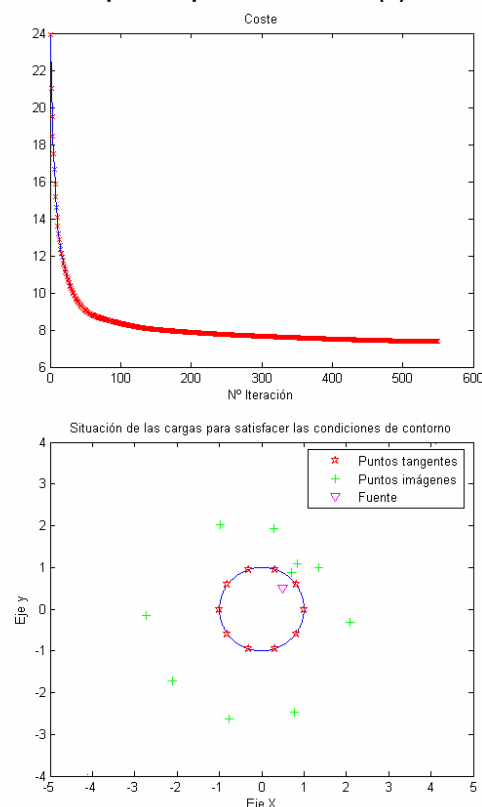 Coste
24
22
20
18
16
14
12
10
8
6
0 100 200 300 400 500 600
Nº Iteración
Situación de las cargas para satisfacer las condiciones de contorno
4
3
2
1
0
-1
-2
-3
-4
Eje y
Puntos tangentes
Puntos imágenes
Fuente
-5 -4 -3 -2 -1 0 1 2 3 4 5
Eje X